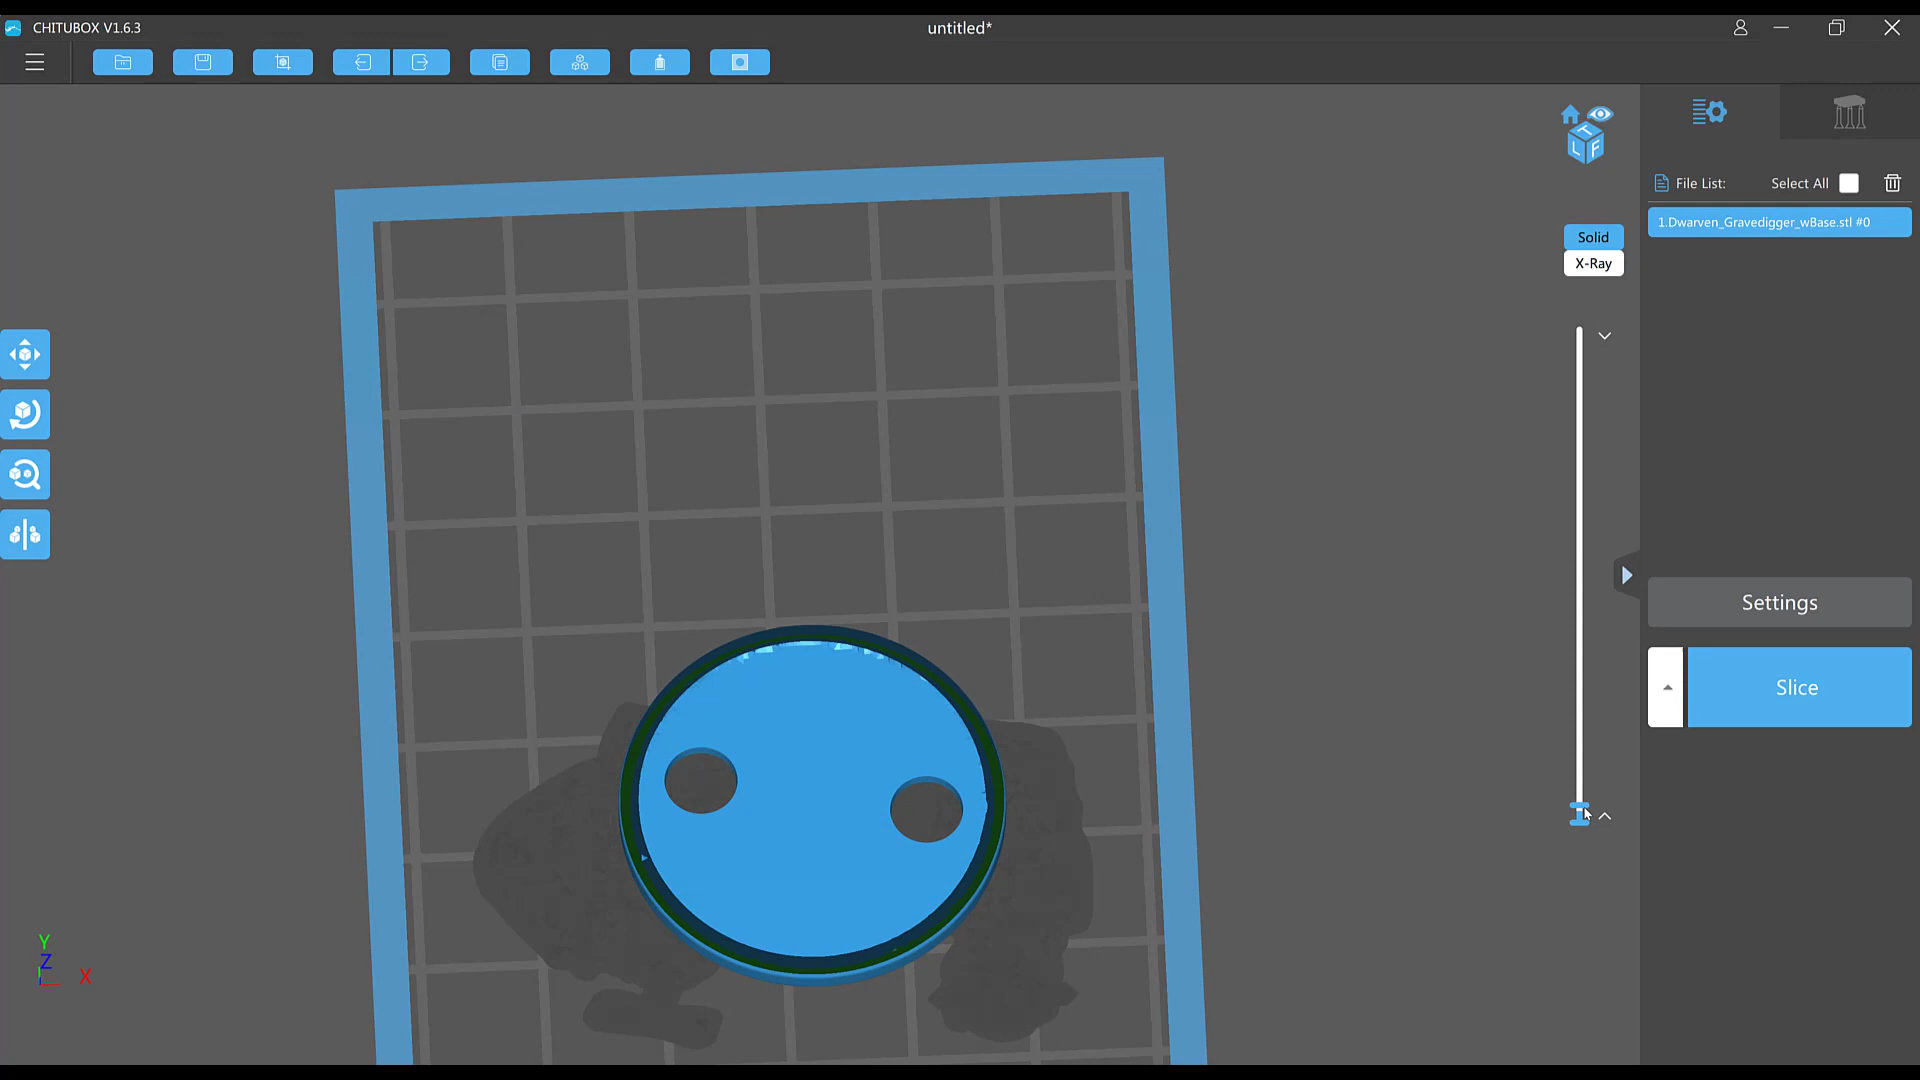 CHITUBOX V1.6.3
untitled*
T
L F
File List:
Select All
1.Dwarven_Gravedigger_wBase.stl #0
Solid
X-Ray
Settings
Slice
Y
Z
X